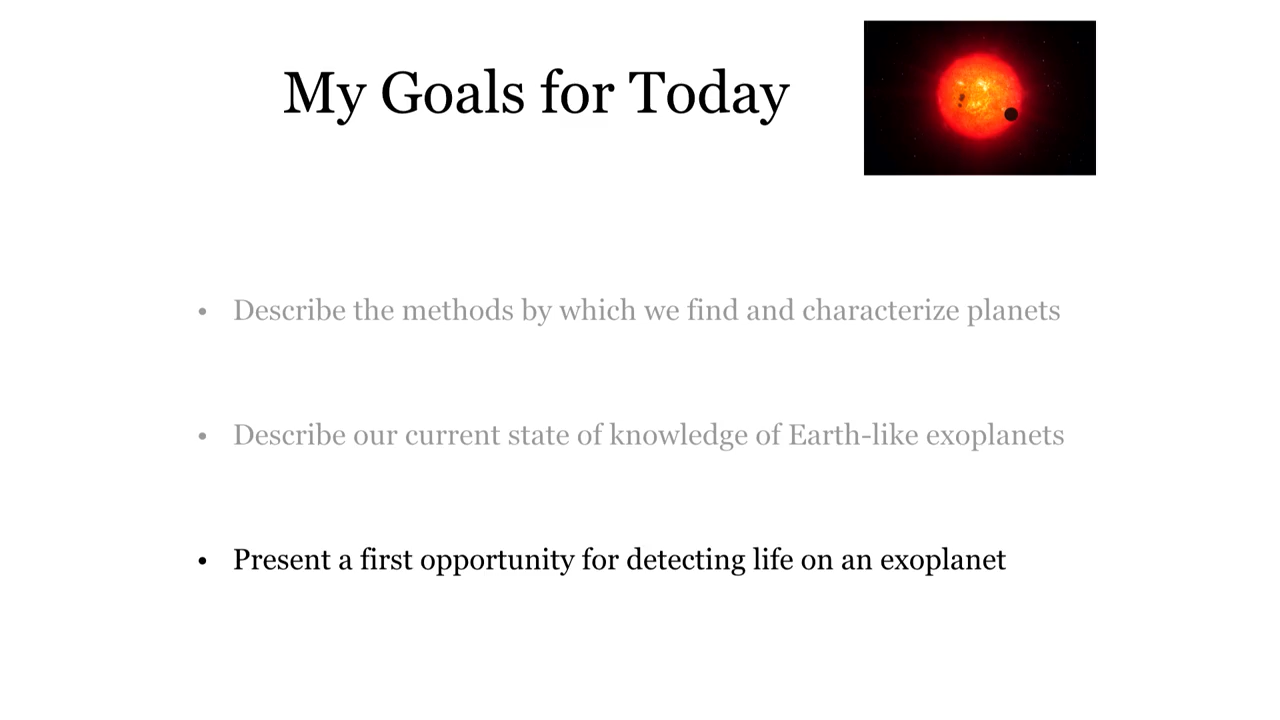 My Goals for Today
• Describe the methods by which we find and characterize planets
• Describe our current state of knowledge of Earth-like exoplanets
• Present a first opportunity for detecting life on an exoplanet